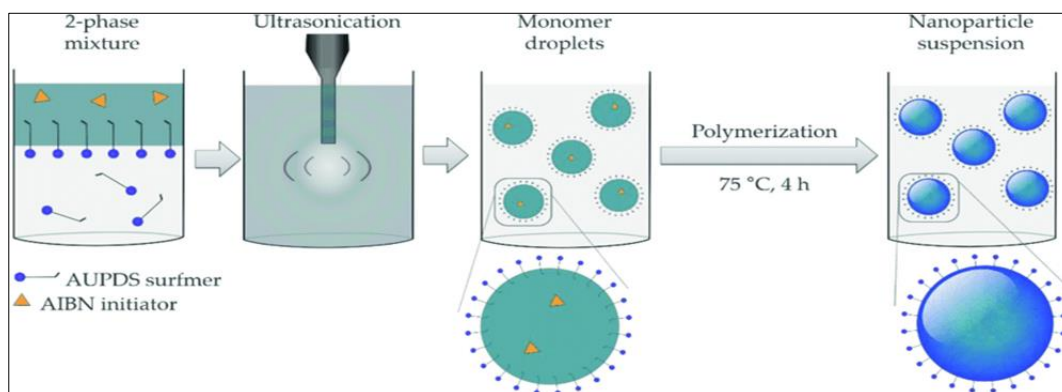 2-phase
mixture
Ultrasonication
Monomer
droplets
Nanoparticle
suspension
Polymerization
75 °C, 4 h
AUPDS surfmer
AIBN initiator